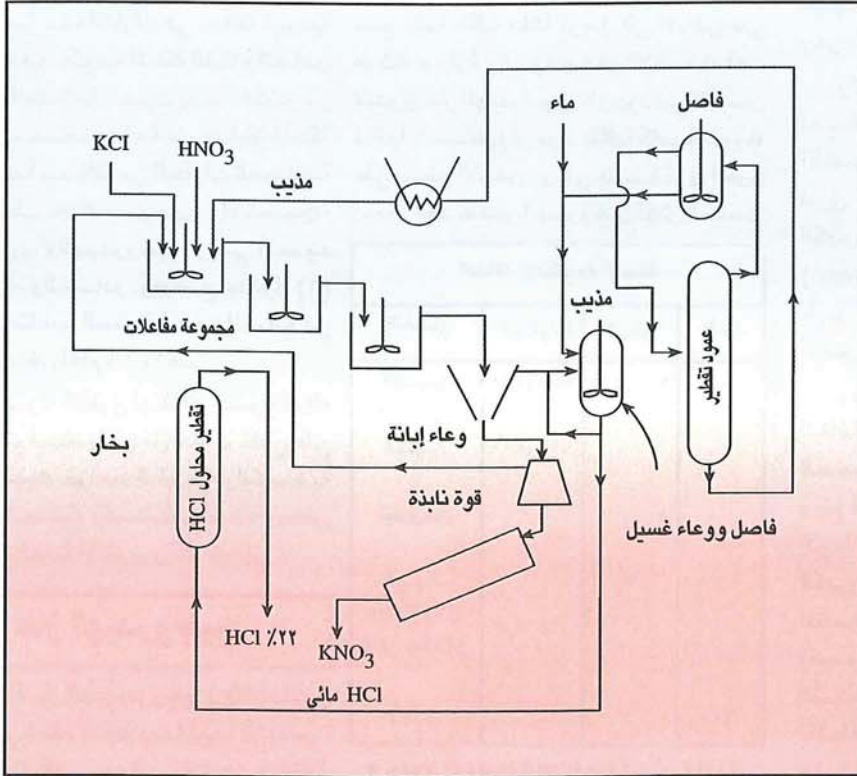 فاصل
ماء
KCl
HNO3
مذيب
مذيب
مجموعة مفاعلات
عمود تقطير
تقطير محلول HCl
بخار
وعاء إبانة
قوة نابذة
فاصل ووعاء غسيل
HCl ٪٢٢
KNO3
HCl مائى